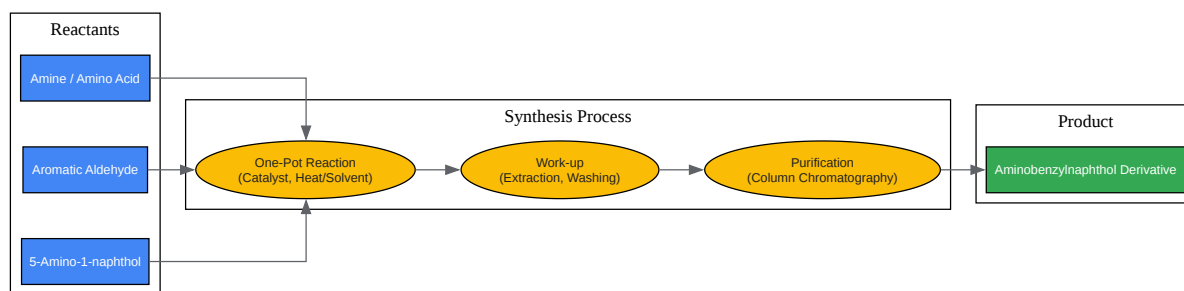 Reactants
Amine / Amino Acid
Aromatic Aldehyde
5-Amino-1-naphthol
Synthesis Process
One-Pot Reaction
(Catalyst, Heat/Solvent)
Work-up
(Extraction, Washing)
Purification
(Column Chromatography)
Product
Aminobenzylnaphthol Derivative